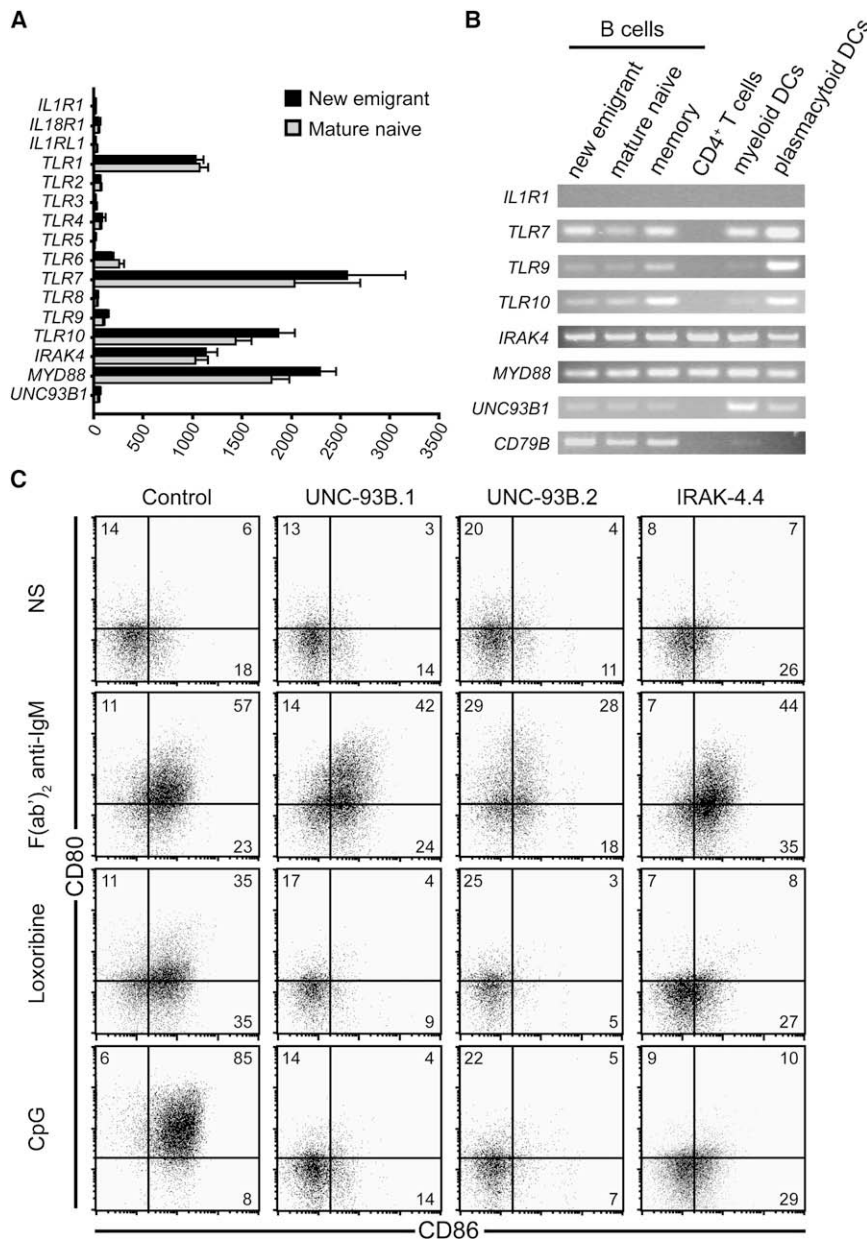 A
IL1R1
IL18R1
IL1RL1
TLR1
TLR2
TLR3
TLR4
TLR5
TLR6
TLR7
TLR8
TLR9
TLR10
IRAK4
MYD88
UNC93B1
New emigrant
Mature naive
0
500
1000
1500
2000
2500
3000
3500
B
B cells
new emigrant
mature naive
memory
CD4⁺ T cells
myeloid DCs
plasmacytoid DCs
IL1R1
TLR7
TLR9
TLR10
IRAK4
MYD88
UNC93B1
CD79B
C
Control UNC-93B.1 UNC-93B.2 IRAK-4.4
NS
14 6 13 3 20 4 8 7
18 14 11 26
F(ab')₂ anti-IgM
11 57 14 42 29 28 7 44
23 24 18 35
Loxoribine
11 35 17 4 25 3 7 8
35 9 5 27
CpG
6 85 14 4 22 5 9 10
8 14 7 29
CD80
CD86